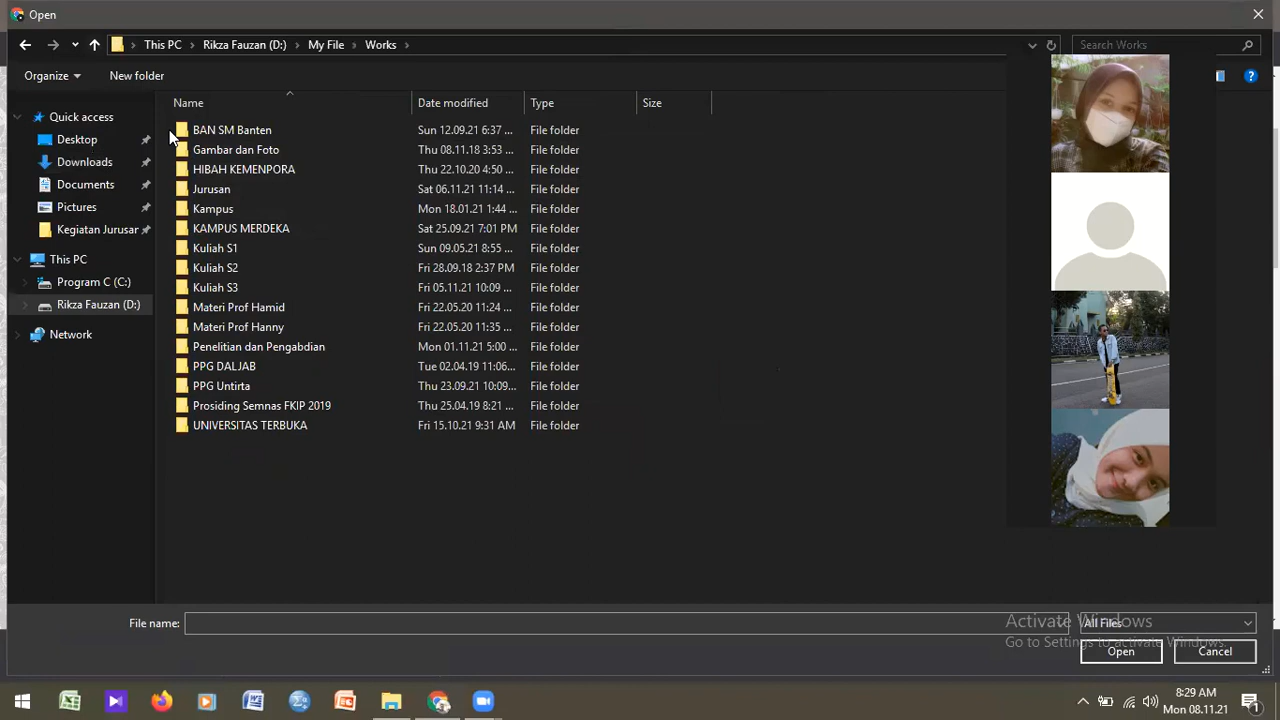 Open
This PC Rikza Fauzan (D:) My File Works
Search Works
Organize New folder
Name Date modified Type Size
Quick access
Desktop
Downloads
Documents
Pictures
Kegiatan Jurusar
This PC
Program C (C:)
Rikza Fauzan (D:)
Network
BAN SM Banten Sun 12.09.21 6:37 ... File folder
Gambar dan Foto Thu 08.11.18 3:53 ... File folder
HIBAH KEMENPORA Thu 22.10.20 4:50 ... File folder
Jurusan Sat 06.11.21 11:14 ... File folder
Kampus Mon 18.01.21 1:44 ... File folder
KAMPUS MERDEKA Sat 25.09.21 7:01 PM File folder
Kuliah S1 Sun 09.05.21 8:55 ... File folder
Kuliah S2 Fri 28.09.18 2:37 PM File folder
Kuliah S3 Fri 05.11.21 10:09 ... File folder
Materi Prof Hamid Fri 22.05.20 11:24 ... File folder
Materi Prof Hanny Fri 22.05.20 11:35 ... File folder
Penelitian dan Pengabdian Mon 01.11.21 5:00 ... File folder
PPG DALJAB Tue 02.04.19 11:06... File folder
PPG Untirta Thu 23.09.21 10:09... File folder
Prosiding Semnas FKIP 2019 Thu 25.04.19 8:21 ... File folder
UNIVERSITAS TERBUKA Fri 15.10.21 9:31 AM File folder
File name: All Files
Activate Windows
Go to Settings to activate Windows.
Open Cancel
8:29 AM
Mon 08.11.21